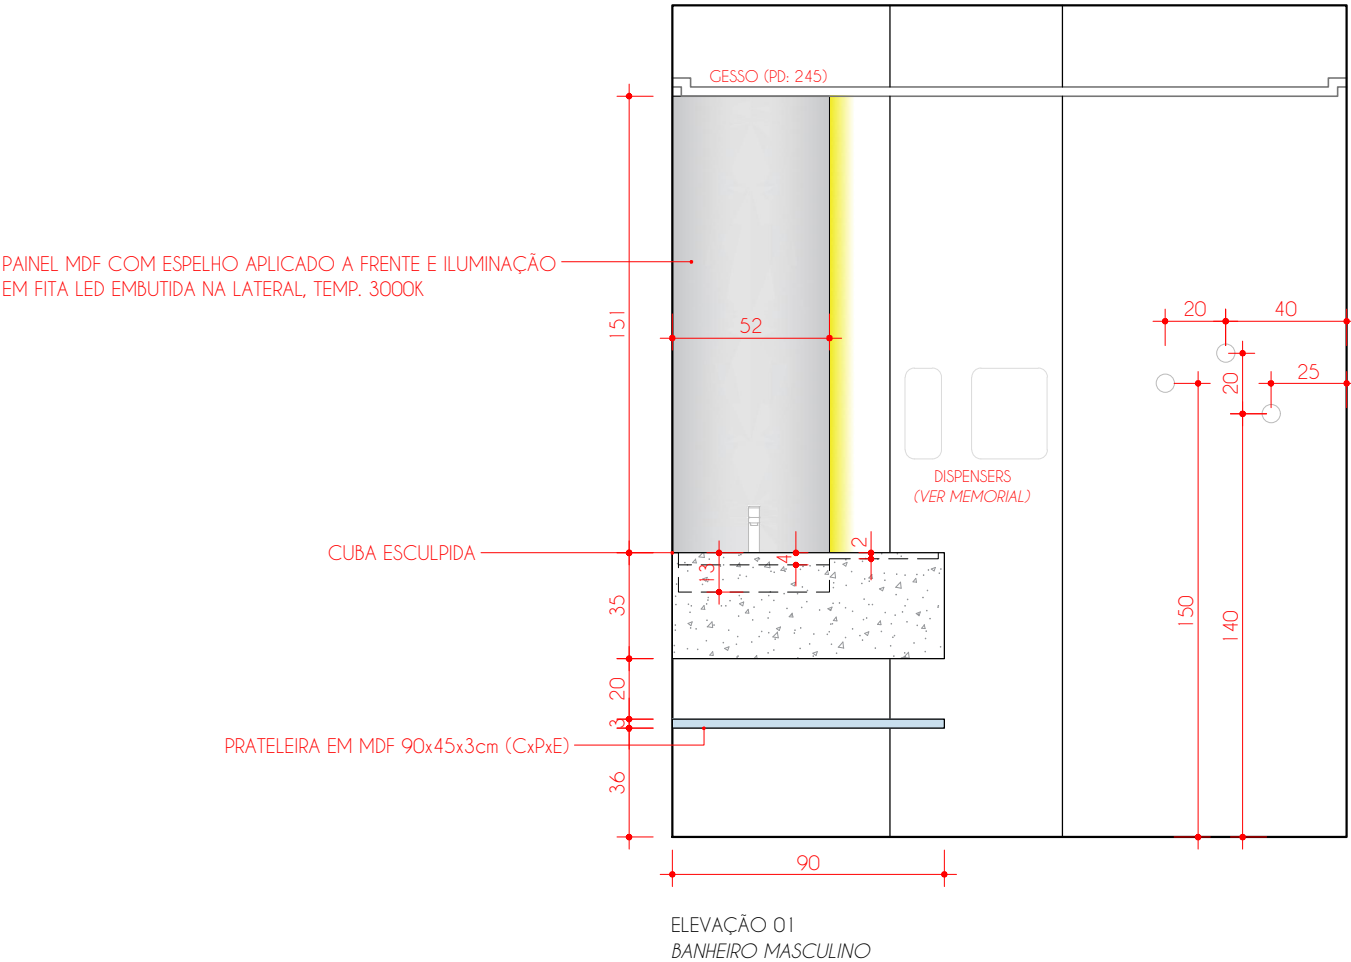 GESSO (PD: 245)
PAINEL MDF COM ESPELHO APLICADO A FRENTE E ILUMINAÇÃO
EM FITA LED EMBUTIDA NA LATERAL, TEMP. 3000K
151
52
20
40
20
25
DISPENSERS
(VER MEMORIAL)
CUBA ESCULPIDA
13
4
2
35
150
140
20
3
PRATELEIRA EM MDF 90x45x3cm (CxPxE)
36
90
ELEVAÇÃO 01
BANHEIRO MASCULINO